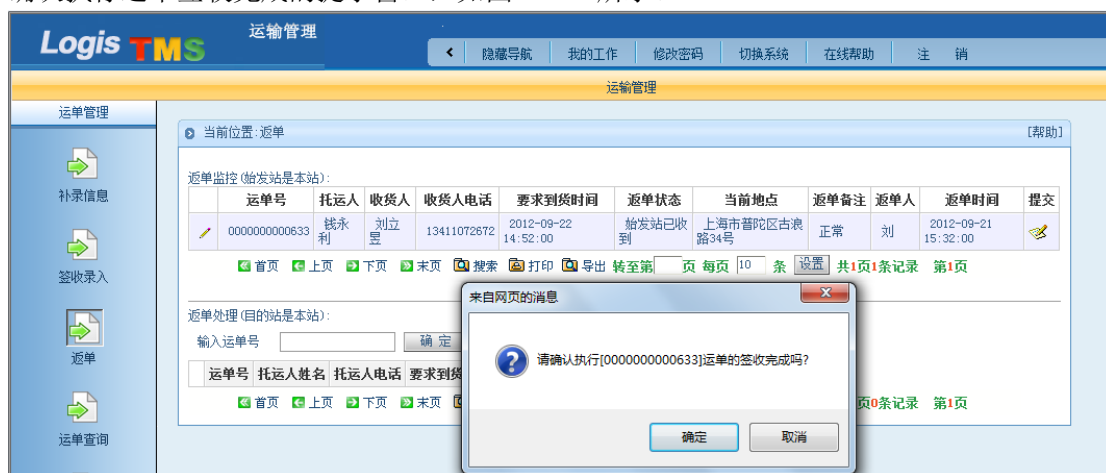 Logis TMS
运输管理
隐藏导航 我的工作 修改密码 切换系统 在线帮助 注 销
运输管理
运单管理
补录信息
签收录入
返单
运单查询
当前位置:返单 [帮助]
返单监控(始发站是本站):
运单号 托运人 收货人 收货人电话 要求到货时间 返单状态 当前地点 返单备注 返单人 返单时间 提交
0000000000633 钱永利 刘立昱 13411072672 2012-09-22 14:52:00 始发站已收到 上海市普陀区古浪路34号 正常 刘 2012-09-21 15:32:00
首页 上页 下页 末页 搜索 打印 导出 转至第 页 每页 10 条 设置 共1页1条记录 第1页
返单处理(目的站是本站):
输入运单号 确 定
运单号 托运人姓名 托运人电话 要求到货
首页 上页 下页 末页 页0条记录 第1页
来自网页的消息
请确认执行[0000000000633]运单的签收完成吗?
确定 取消